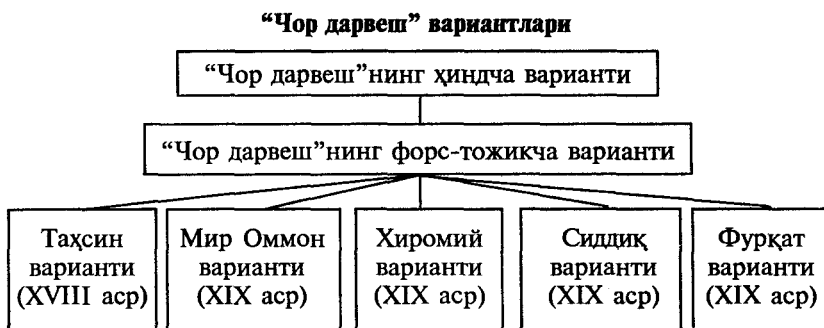 “Чор дарвеш” вариантлари
“Чор дарвеш”нинг ҳиндча варианти
“Чор дарвеш”нинг форс-тожикча варианти
Таҳсин
варианти
(XVIII аср)
Мир Оммон
варианти
(XIX аср)
Хиромий
варианти
(XIX аср)
Сиддиқ
варианти
(XIX аср)
Фурқат
варианти
(XIX аср)